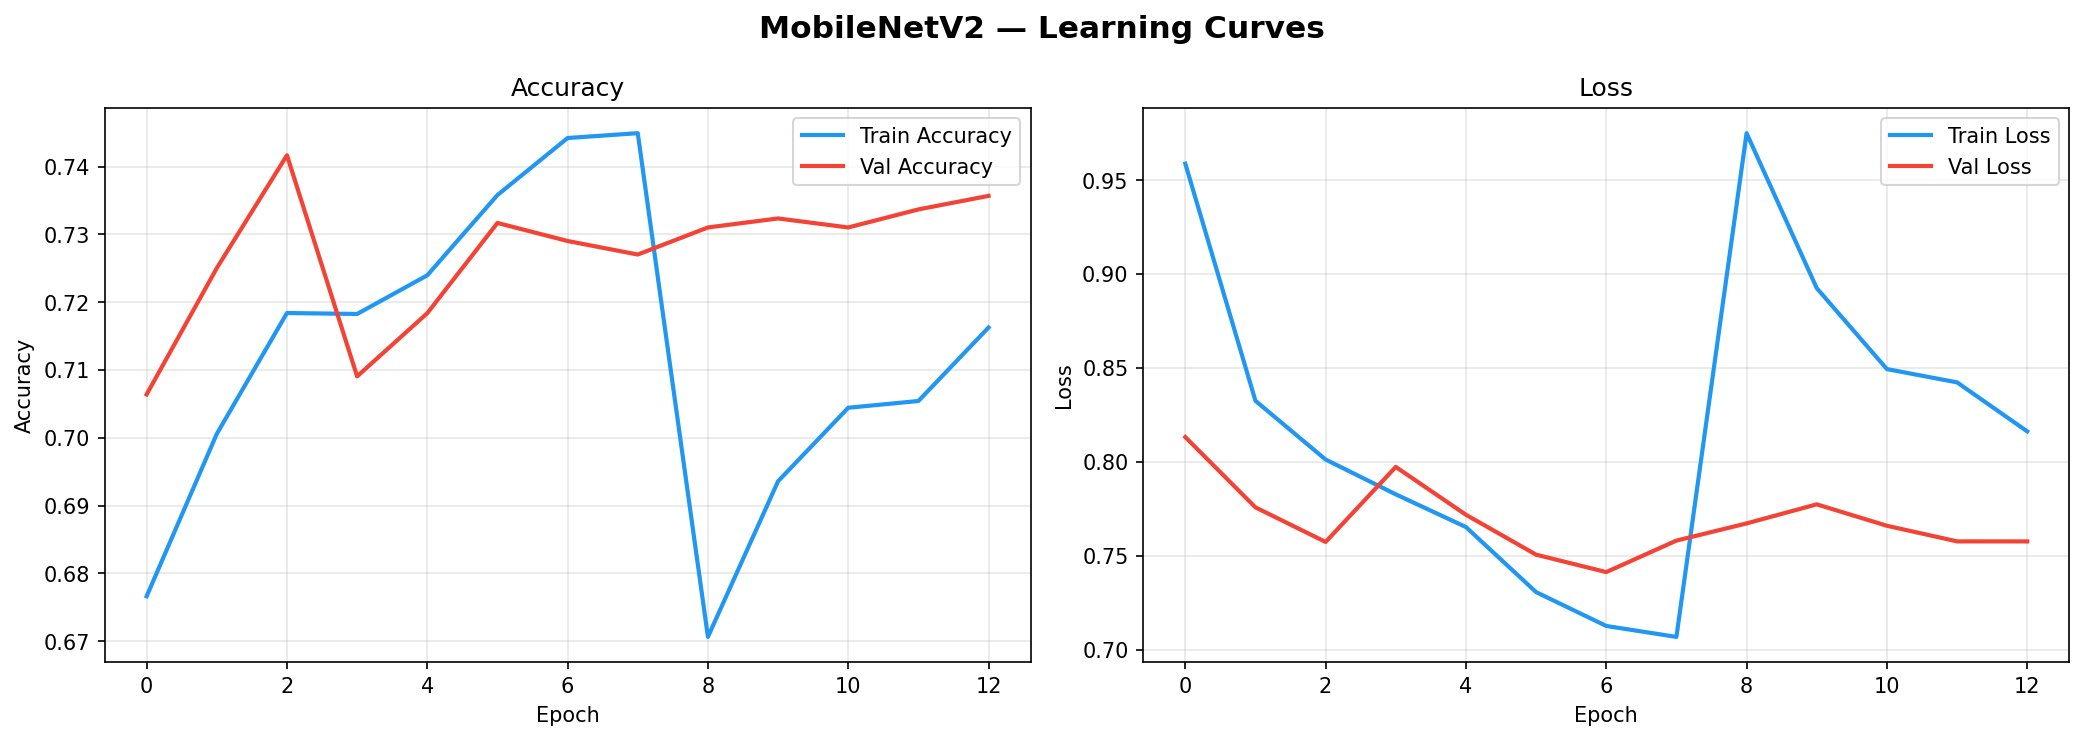 MobileNetV2 — Learning Curves
Accuracy
Train Accuracy
Val Accuracy
Accuracy
0.74
0.73
0.72
0.71
0.70
0.69
0.68
0.67
0 2 4 6 8 10 12
Epoch
Loss
Train Loss
Val Loss
Loss
0.95
0.90
0.85
0.80
0.75
0.70
0 2 4 6 8 10 12
Epoch